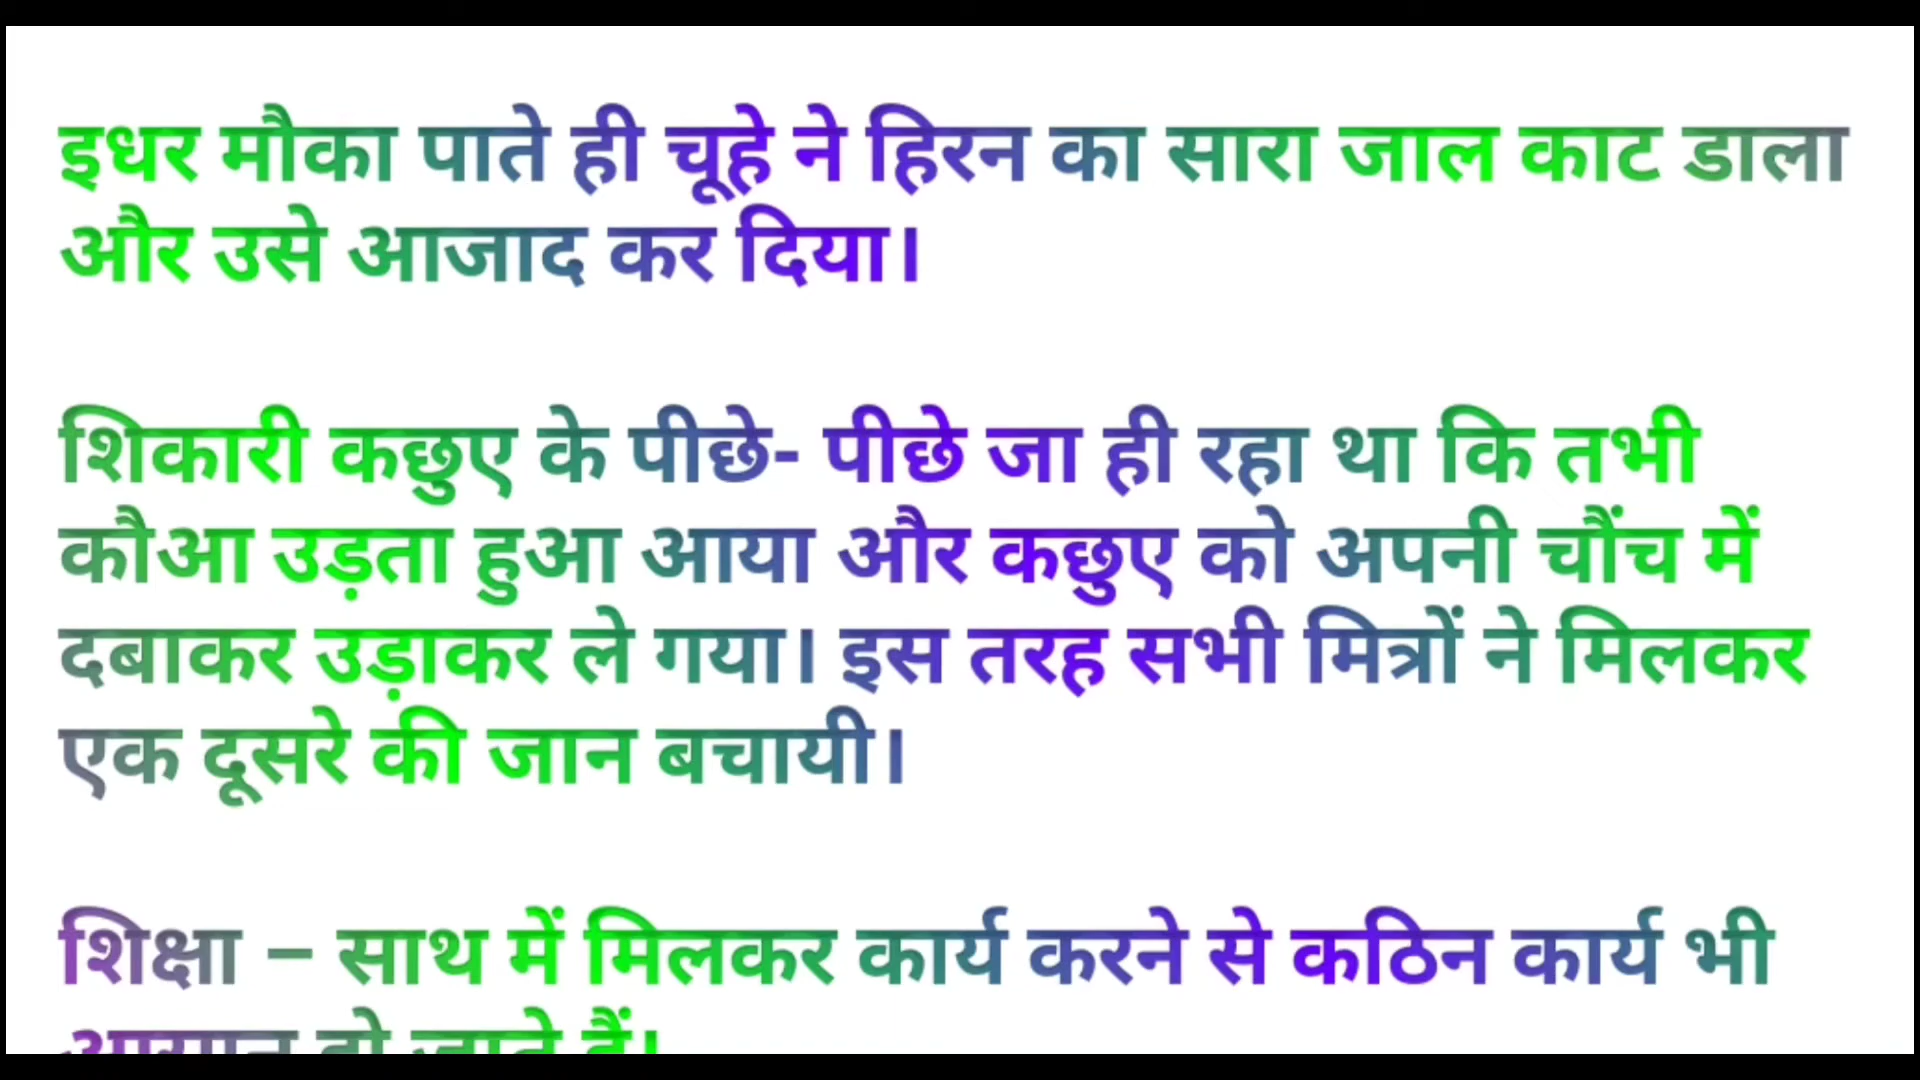 इधर मौका पाते ही चूहे ने हिरन का सारा जाल काट डाला
और उसे आजाद कर दिया।
शिकारी कछुए के पीछे- पीछे जा ही रहा था कि तभी
कौआ उड़ता हुआ आया और कछुए को अपनी चौंच में
दबाकर उड़ाकर ले गया। इस तरह सभी मित्रों ने मिलकर
एक दूसरे की जान बचायी।
शिक्षा – साथ में मिलकर कार्य करने से कठिन कार्य भी
आसान हो जाते हैं।